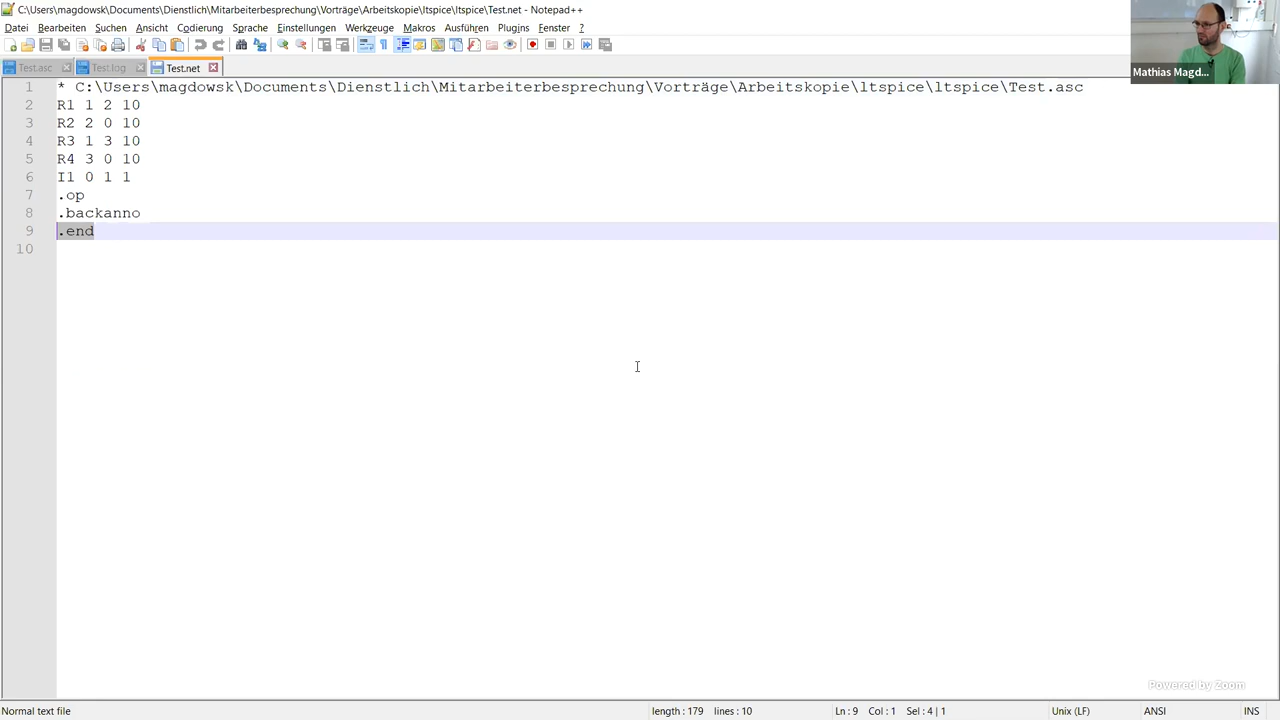 C:\Users\magdowsk\Documents\Dienstlich\Mitarbeiterbesprechung\Vorträge\Arbeitskopie\ltspice\ltspice\Test.net - Notepad++
Datei Bearbeiten Suchen Ansicht Codierung Sprache Einstellungen Werkzeuge Makros Ausführen Plugins Fenster ?
Test.asc Test.log Test.net
1 * C:\Users\magdowsk\Documents\Dienstlich\Mitarbeiterbesprechung\Vorträge\Arbeitskopie\ltspice\ltspice\Test.asc
2 R1 1 2 10
3 R2 2 0 10
4 R3 1 3 10
5 R4 3 0 10
6 I1 0 1 1
7 .op
8 .backanno
9 .end
10
Mathias Magd...
Powered by Zoom
Normal text file length : 179 lines : 10 Ln : 9 Col : 1 Sel : 4 | 1 Unix (LF) ANSI INS